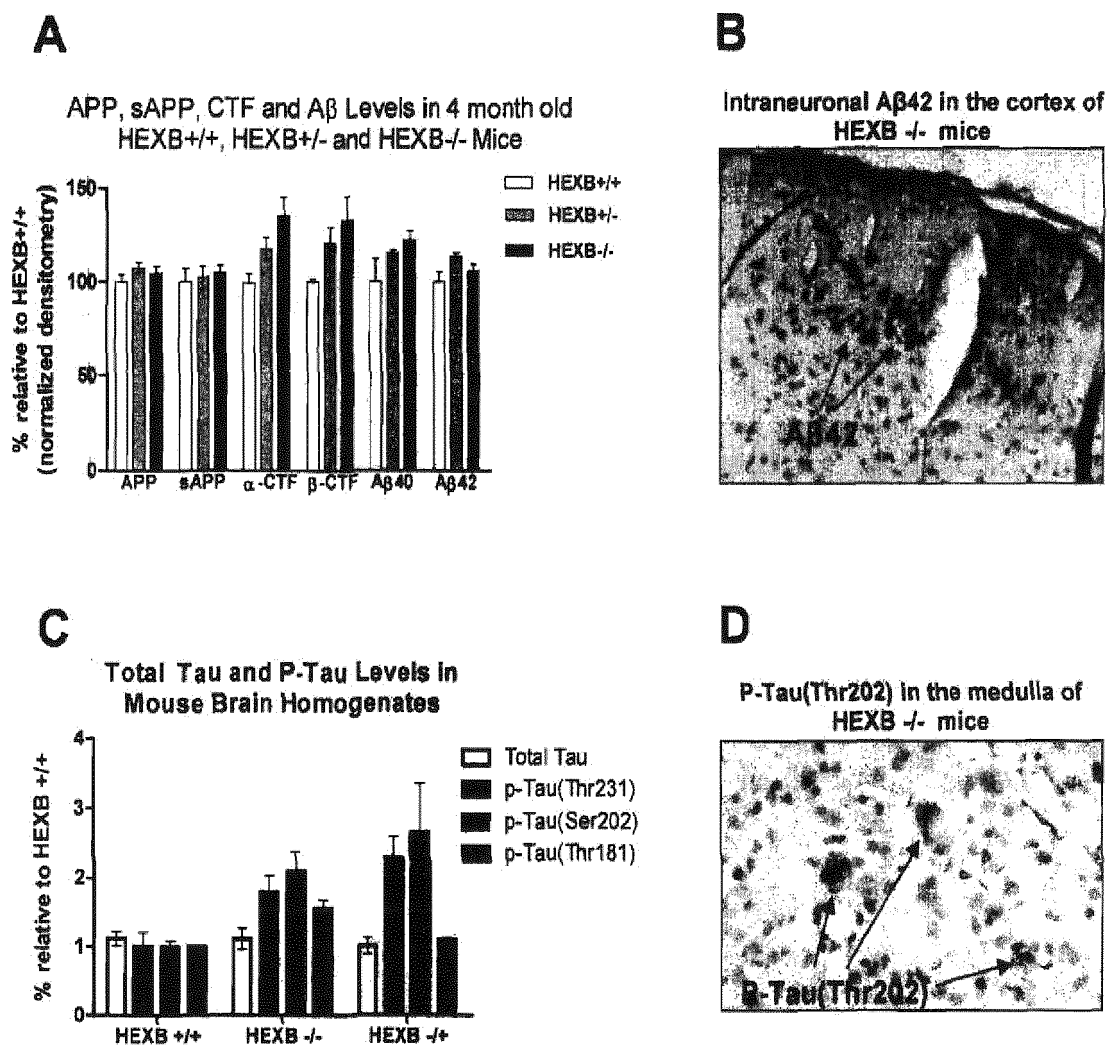 A
APP, sAPP, CTF and Aβ Levels in 4 month old
HEXB+/+, HEXB+/- and HEXB-/- Mice
% relative to HEXB+/+
(normalized densitometry)
150
100
50
0
APP sAPP α-CTF β-CTF Aβ40 Aβ42
HEXB+/+
HEXB+/-
HEXB-/-
B
Intraneuronal Aβ42 in the cortex of
HEXB -/- mice
Aβ42
C
Total Tau and P-Tau Levels in
Mouse Brain Homogenates
% relative to HEXB +/+
4
3
2
1
0
HEXB +/+ HEXB -/- HEXB -/+
Total Tau
p-Tau(Thr231)
p-Tau(Ser202)
p-Tau(Thr181)
D
P-Tau(Thr202) in the medulla of
HEXB -/- mice
P-Tau(Thr202)